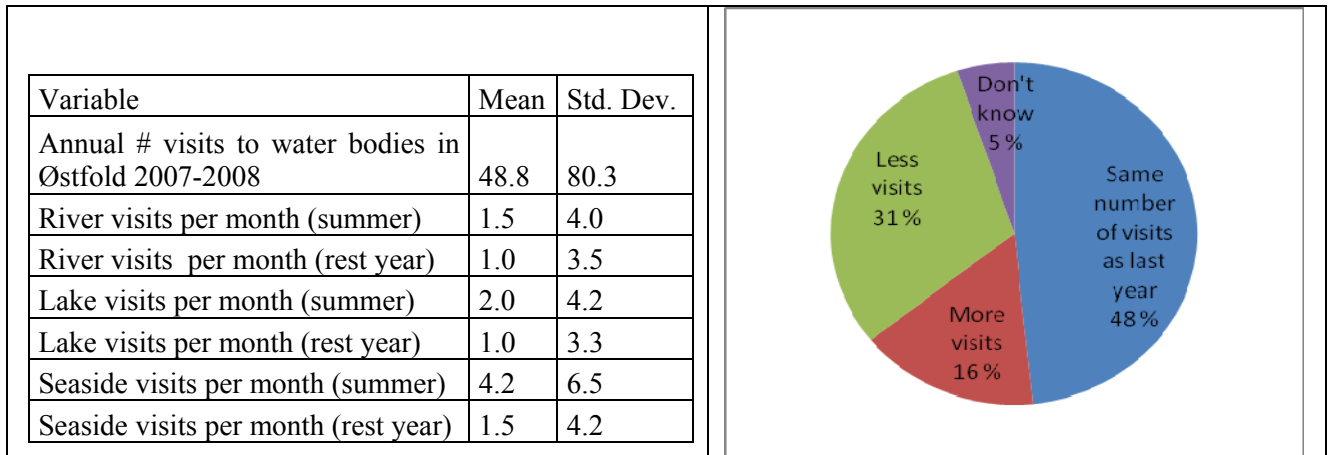 Variable Mean Std. Dev.
Annual # visits to water bodies in
Østfold 2007-2008 48.8 80.3
River visits per month (summer) 1.5 4.0
River visits per month (rest year) 1.0 3.5
Lake visits per month (summer) 2.0 4.2
Lake visits per month (rest year) 1.0 3.3
Seaside visits per month (summer) 4.2 6.5
Seaside visits per month (rest year) 1.5 4.2
Don't
know
5 %
Less
visits
31 %
Same
number
of visits
as last
year
48 %
More
visits
16 %